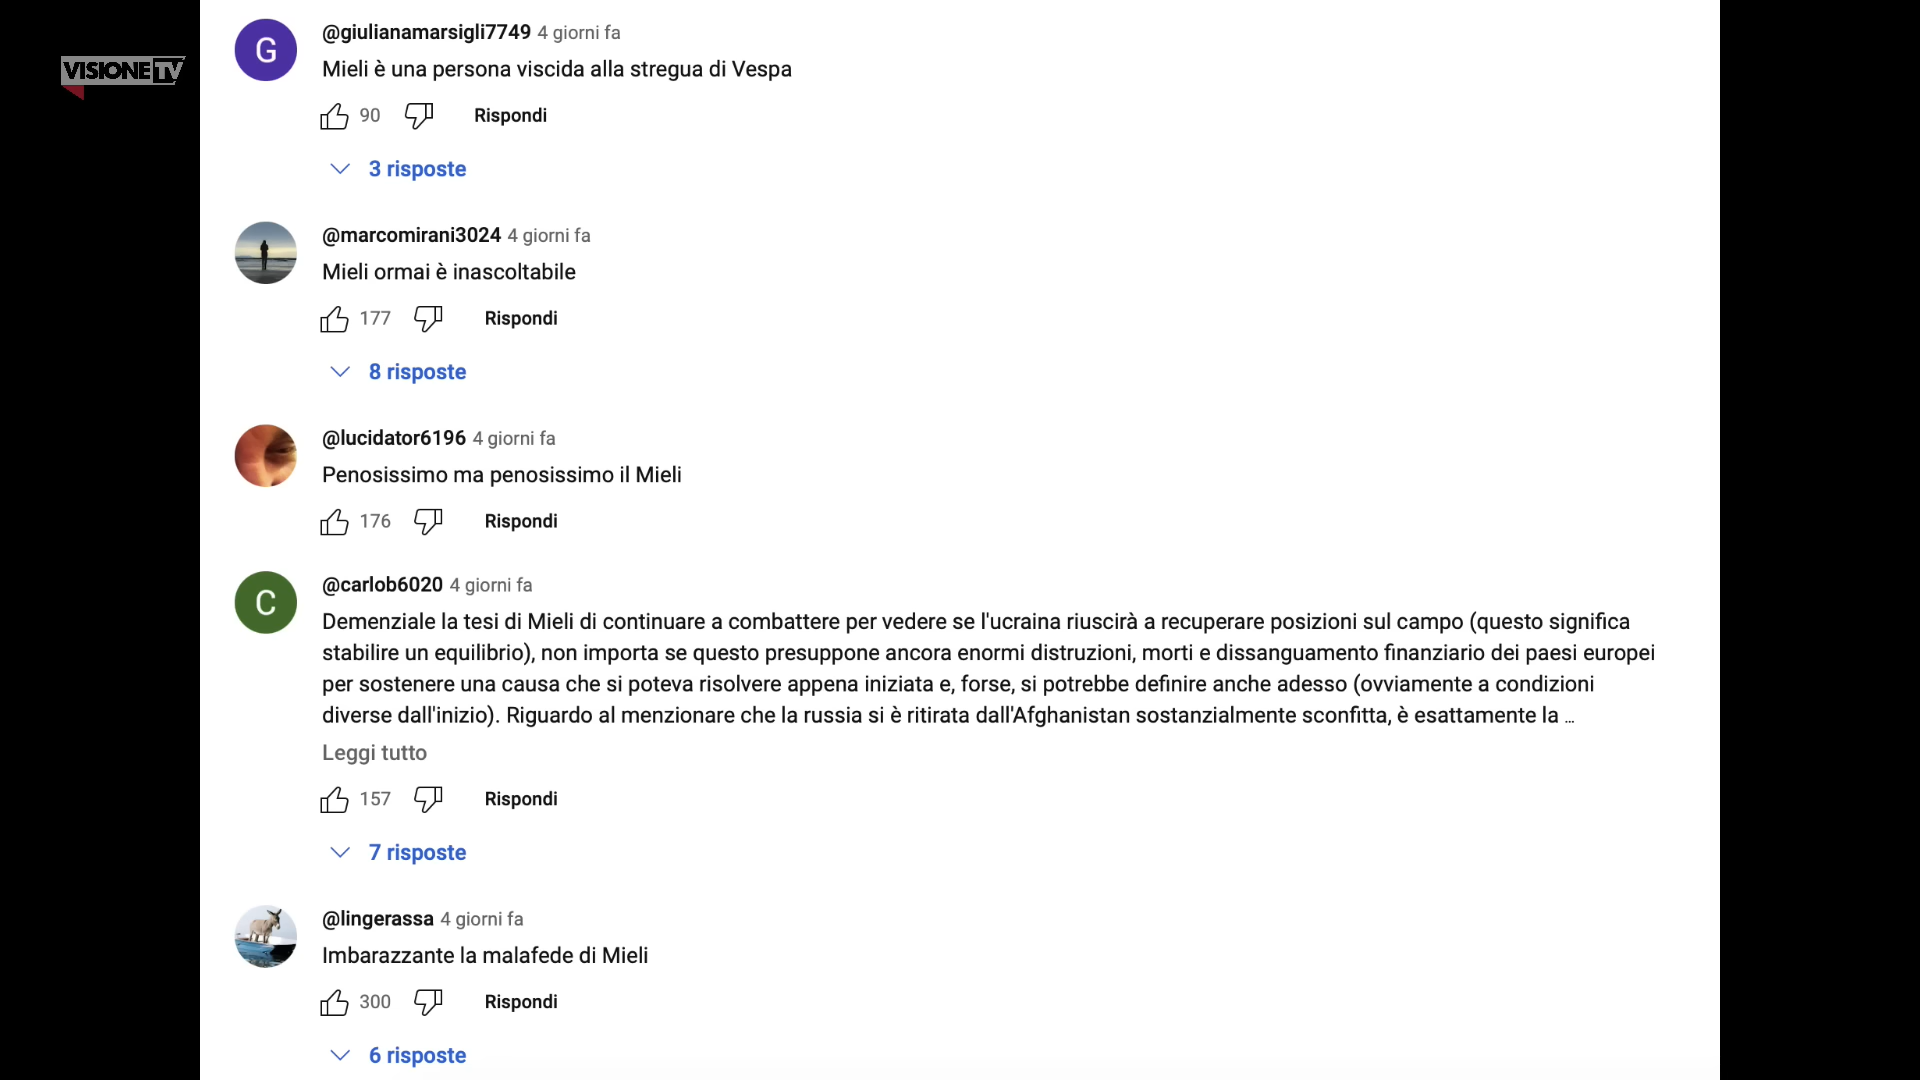 VISIONE TV
G
@giulianamarsigli7749 4 giorni fa
Mieli è una persona viscida alla stregua di Vespa
90 Rispondi
3 risposte
@marcomirani3024 4 giorni fa
Mieli ormai è inascoltabile
177 Rispondi
8 risposte
@lucidator6196 4 giorni fa
Penosissimo ma penosissimo il Mieli
176 Rispondi
C
@carlob6020 4 giorni fa
Demenziale la tesi di Mieli di continuare a combattere per vedere se l'ucraina riuscirà a recuperare posizioni sul campo (questo significa
stabilire un equilibrio), non importa se questo presuppone ancora enormi distruzioni, morti e dissanguamento finanziario dei paesi europei
per sostenere una causa che si poteva risolvere appena iniziata e, forse, si potrebbe definire anche adesso (ovviamente a condizioni
diverse dall'inizio). Riguardo al menzionare che la russia si è ritirata dall'Afghanistan sostanzialmente sconfitta, è esattamente la ...
Leggi tutto
157 Rispondi
7 risposte
@lingerassa 4 giorni fa
Imbarazzante la malafede di Mieli
300 Rispondi
6 risposte